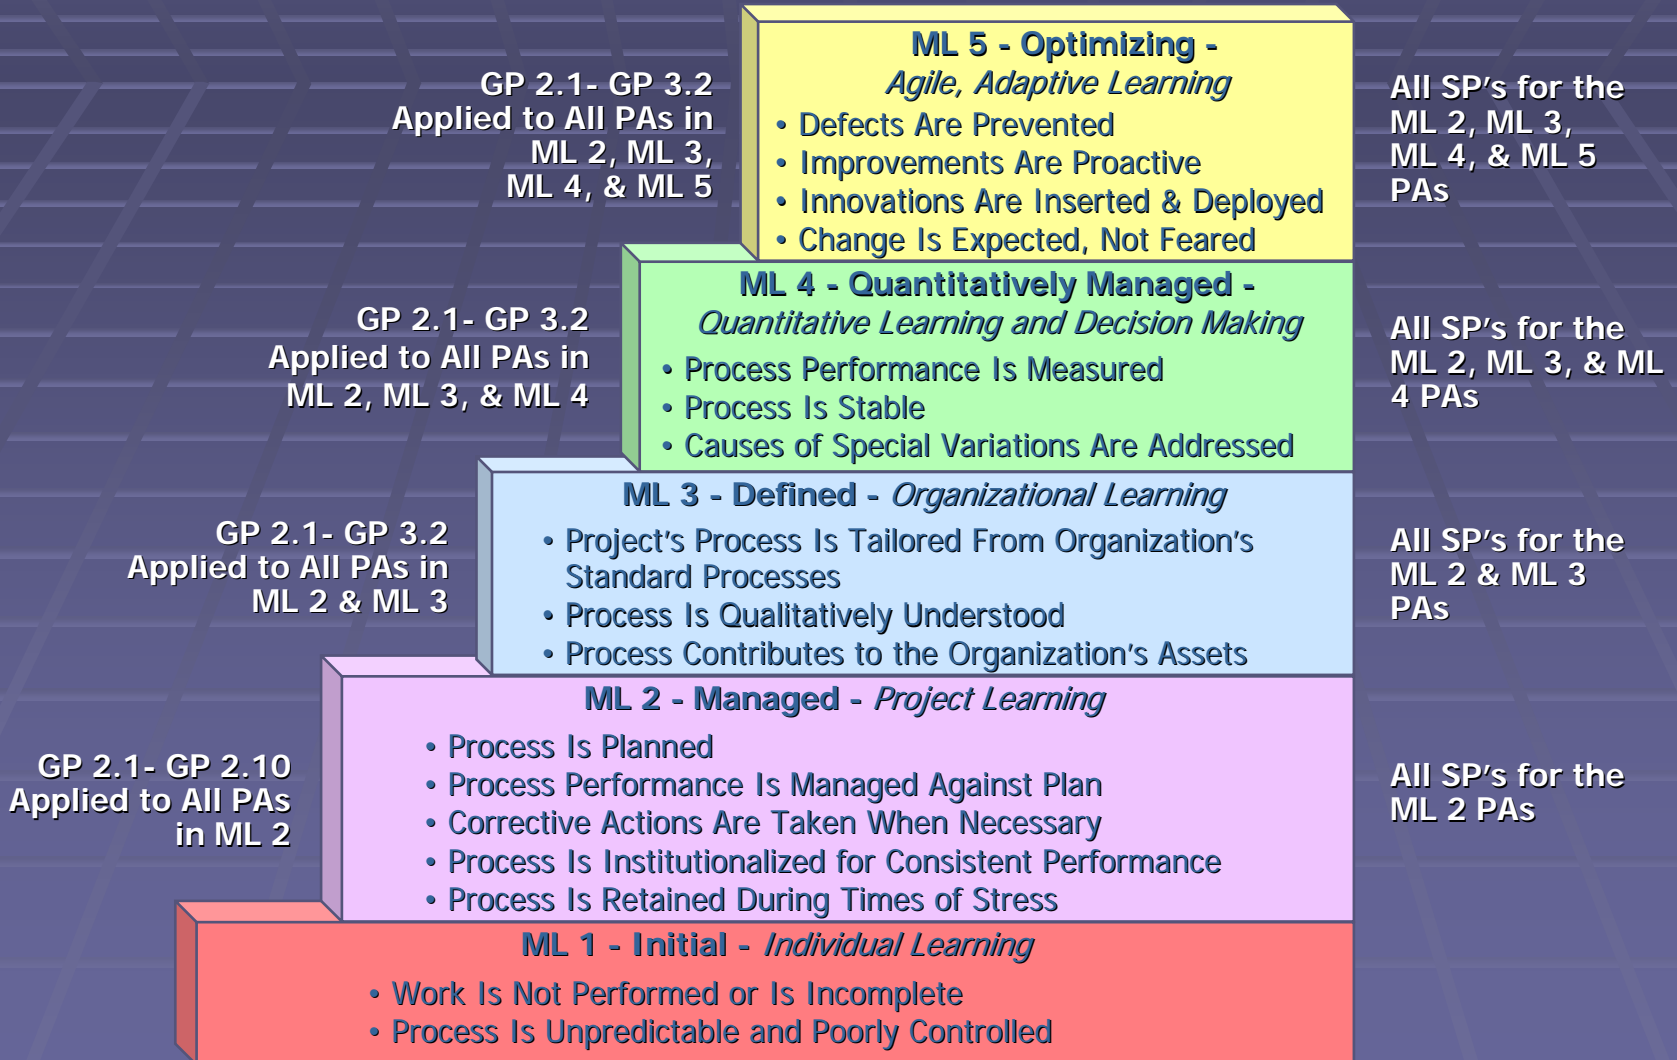 GP 2.1- GP 3.2
Applied to All PAs in
ML 2, ML 3,
ML 4, & ML 5
ML 5 - Optimizing -
Agile, Adaptive Learning
• Defects Are Prevented
• Improvements Are Proactive
• Innovations Are Inserted & Deployed
• Change Is Expected, Not Feared
All SP's for the
ML 2, ML 3,
ML 4, & ML 5
PAs
GP 2.1- GP 3.2
Applied to All PAs in
ML 2, ML 3, & ML 4
ML 4 - Quantitatively Managed -
Quantitative Learning and Decision Making
• Process Performance Is Measured
• Process Is Stable
• Causes of Special Variations Are Addressed
All SP's for the
ML 2, ML 3, & ML
4 PAs
GP 2.1- GP 3.2
Applied to All PAs in
ML 2 & ML 3
ML 3 - Defined - Organizational Learning
• Project's Process Is Tailored From Organization's
Standard Processes
• Process Is Qualitatively Understood
• Process Contributes to the Organization's Assets
All SP's for the
ML 2 & ML 3
PAs
GP 2.1- GP 2.10
Applied to All PAs
in ML 2
ML 2 - Managed - Project Learning
• Process Is Planned
• Process Performance Is Managed Against Plan
• Corrective Actions Are Taken When Necessary
• Process Is Institutionalized for Consistent Performance
• Process Is Retained During Times of Stress
All SP's for the
ML 2 PAs
ML 1 - Initial - Individual Learning
• Work Is Not Performed or Is Incomplete
• Process Is Unpredictable and Poorly Controlled